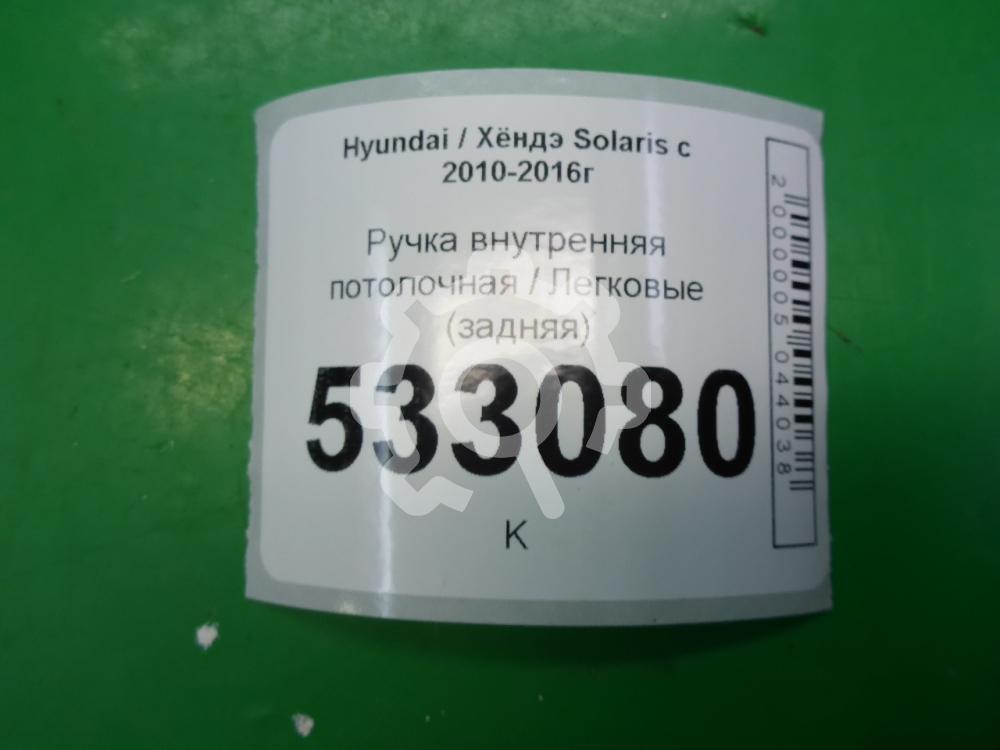 Hyundai / Хёндэ Solaris с
2010-2016г
Ручка внутренняя
потолочная / Легковые
(задняя)
533080
К
2000005044038